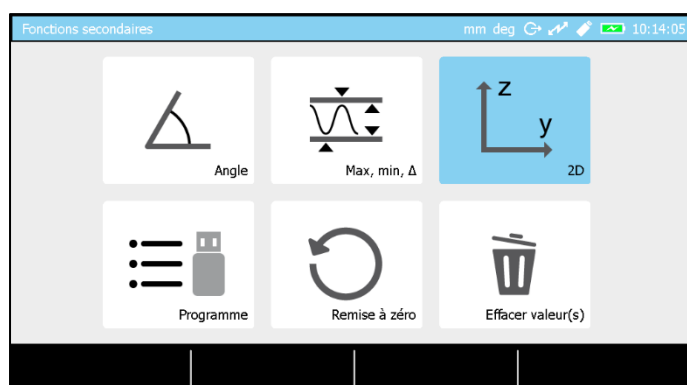 Fonctions secondaires
mm deg 10:14:05
Angle
Max, min, Δ
z
y
2D
Programme
Remise à zéro
Effacer valeur(s)